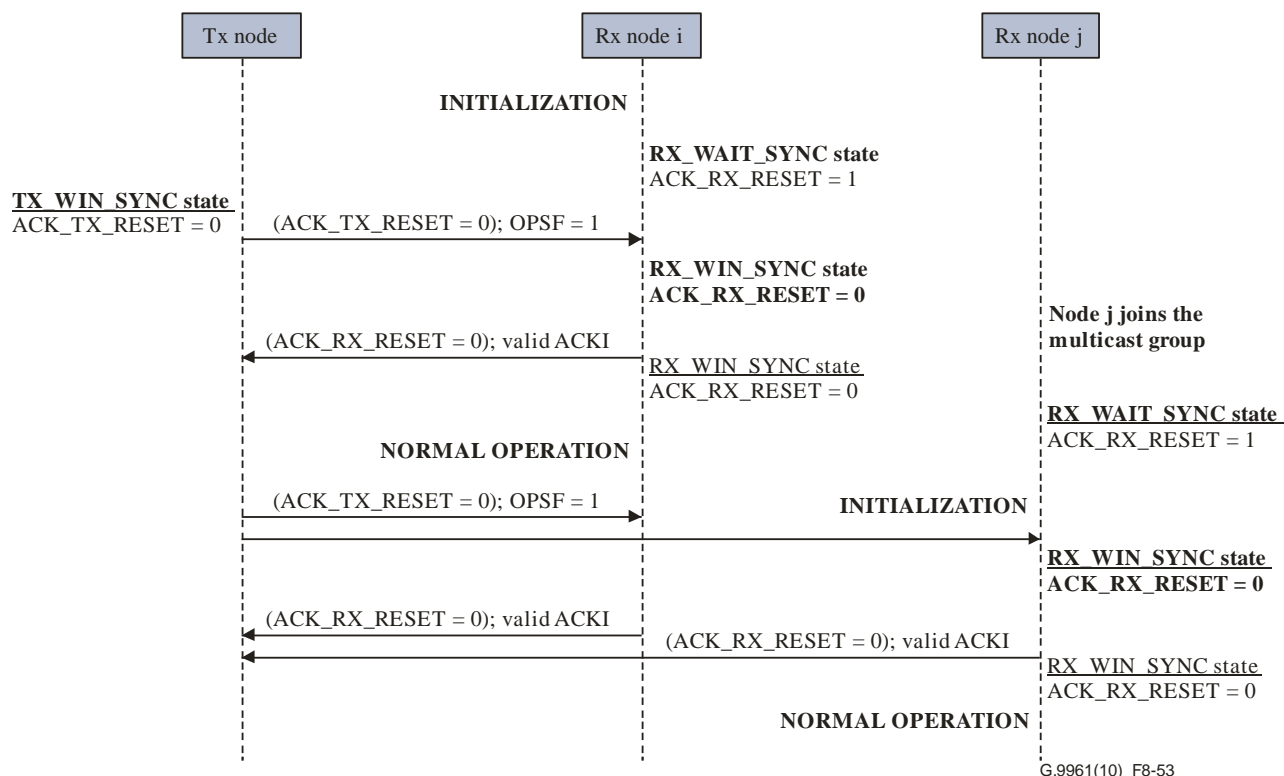 Tx node
Rx node i
Rx node j
INITIALIZATION
RX_WAIT_SYNC state
ACK_RX_RESET = 1
TX_WIN_SYNC state
ACK_TX_RESET = 0
(ACK_TX_RESET = 0); OPSF = 1
RX_WIN_SYNC state
ACK_RX_RESET = 0
Node j joins the
multicast group
(ACK_RX_RESET = 0); valid ACKI
RX_WIN_SYNC state
ACK_RX_RESET = 0
RX_WAIT_SYNC state
ACK_RX_RESET = 1
NORMAL OPERATION
(ACK_TX_RESET = 0); OPSF = 1
INITIALIZATION
RX_WIN_SYNC state
ACK_RX_RESET = 0
(ACK_RX_RESET = 0); valid ACKI
(ACK_RX_RESET = 0); valid ACKI
RX_WIN_SYNC state
ACK_RX_RESET = 0
NORMAL OPERATION
G.9961(10)_F8-53